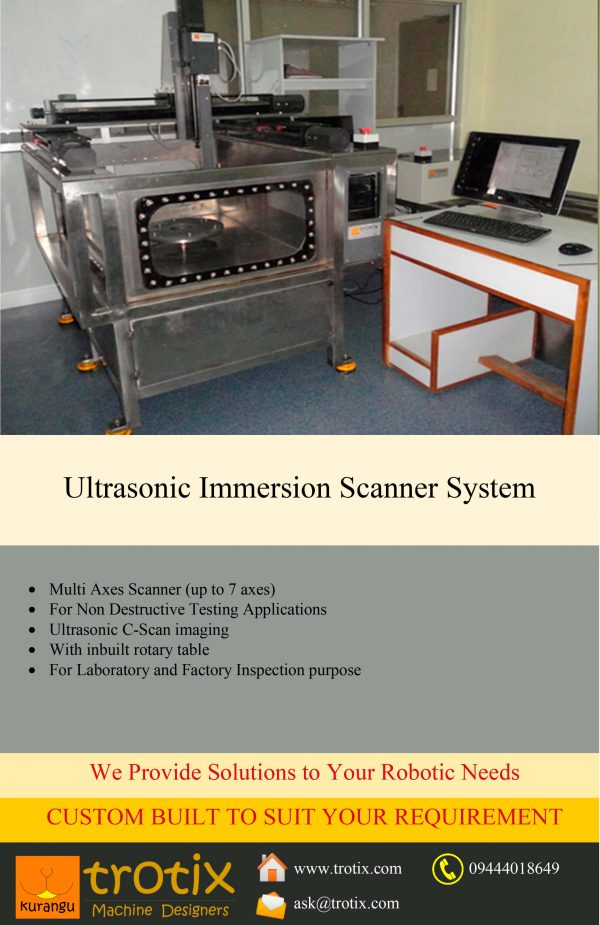 Ultrasonic Immersion Scanner System
• Multi Axes Scanner (up to 7 axes)
• For Non Destructive Testing Applications
• Ultrasonic C-Scan imaging
• With inbuilt rotary table
• For Laboratory and Factory Inspection purpose
We Provide Solutions to Your Robotic Needs
CUSTOM BUILT TO SUIT YOUR REQUIREMENT
kurangu
trotix
Machine Designers
www.trotix.com
09444018649
ask@trotix.com